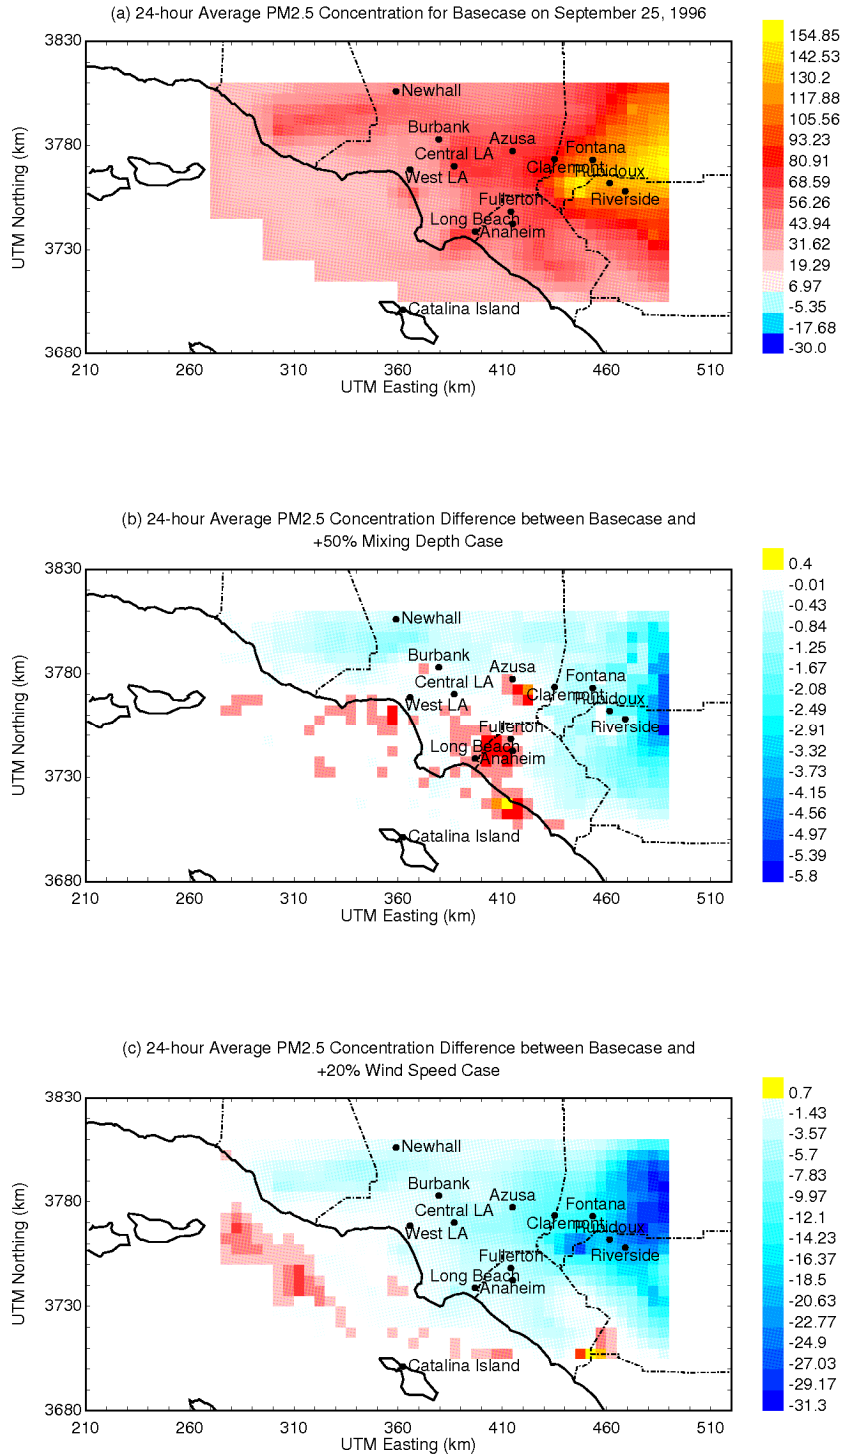 (a) 24-hour Average PM2.5 Concentration for Basecase on September 25, 1996
3830
3780
3730
3680
UTM Northing (km)
210
260
310
360
410
460
510
UTM Easting (km)
Newhall
Burbank
Azusa
Central LA
Fontana
Claremont
West LA
Rubidoux
Fullerton
Riverside
Long Beach
Anaheim
Catalina Island
154.85
142.53
130.2
117.88
105.56
93.23
80.91
68.59
56.26
43.94
31.62
19.29
6.97
-5.35
-17.68
-30.0
(b) 24-hour Average PM2.5 Concentration Difference between Basecase and
+50% Mixing Depth Case
3830
3780
3730
3680
UTM Northing (km)
210
260
310
360
410
460
510
UTM Easting (km)
Newhall
Burbank
Azusa
Central LA
Fontana
Claremont
West LA
Rubidoux
Fullerton
Riverside
Long Beach
Anaheim
Catalina Island
0.4
-0.01
-0.43
-0.84
-1.25
-1.67
-2.08
-2.49
-2.91
-3.32
-3.73
-4.15
-4.56
-4.97
-5.39
-5.8
(c) 24-hour Average PM2.5 Concentration Difference between Basecase and
+20% Wind Speed Case
3830
3780
3730
3680
UTM Northing (km)
210
260
310
360
410
460
510
UTM Easting (km)
Newhall
Burbank
Azusa
Central LA
Fontana
Claremont
West LA
Rubidoux
Fullerton
Riverside
Long Beach
Anaheim
Catalina Island
0.7
-1.43
-3.57
-5.7
-7.83
-9.97
-12.1
-14.23
-16.37
-18.5
-20.63
-22.77
-24.9
-27.03
-29.17
-31.3